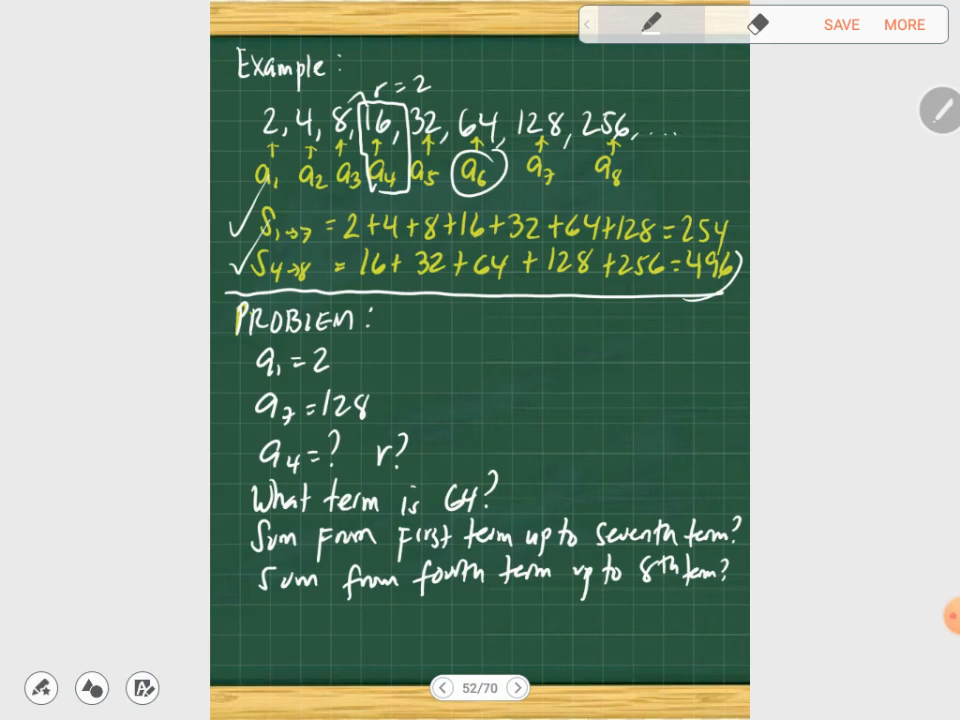 SAVE MORE
Example:
r = 2
2, 4, 8, 16, 32, 64, 128, 256, ...
↑ ↑ ↑ ↑ ↑ ↑ ↑ ↑
a₁ a₂ a₃ a₄ a₅ a₆ a₇ a₈
✓ S₁→₇ = 2+4+8+16+32+64+128=254
✓ S₄→₈ = 16+ 32+64 + 128 +256=496
PROBLEM:
a₁ = 2
a₇ = 128
a₄ = ? r?
What term is 64?
Sum from first term up to seventh term?
Sum from fourth term up to 8th term?
52/70